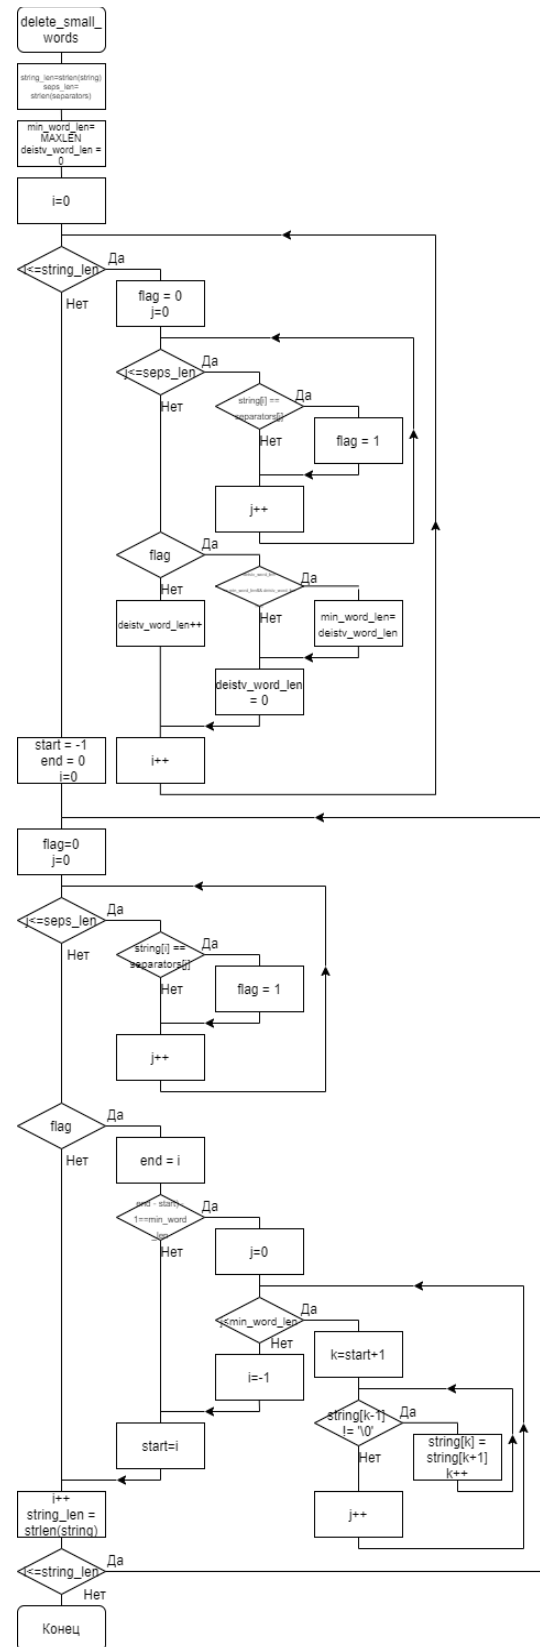 delete_small_
words
string_len=strlen(string)
seps_len=
strlen(separators)
min_word_len=
MAXLEN
deistv_word_len =
0
i=0
i<=string_len
Да
Нет
flag = 0
j=0
j<=seps_len
Да
Нет
string[i] ==
separators[j]
Да
Нет
flag = 1
j++
flag
Да
Нет
Да
Нет
deistv_word_len++
min_word_len=
deistv_word_len
deistv_word_len
= 0
start = -1
end = 0
i=0
i++
flag=0
j=0
j<=seps_len
Да
Нет
string[i] ==
separators[j]
Да
Нет
flag = 1
j++
flag
Да
Нет
end = i
end - start) -
1==min_word
_len
Да
Нет
j=0
j<min_word_len
Да
Нет
k=start+1
i=-1
string[k-1]
!= '\0'
Да
Нет
string[k] =
string[k+1]
k++
start=i
j++
i++
string_len =
strlen(string)
i<=string_len
Да
Нет
Конец